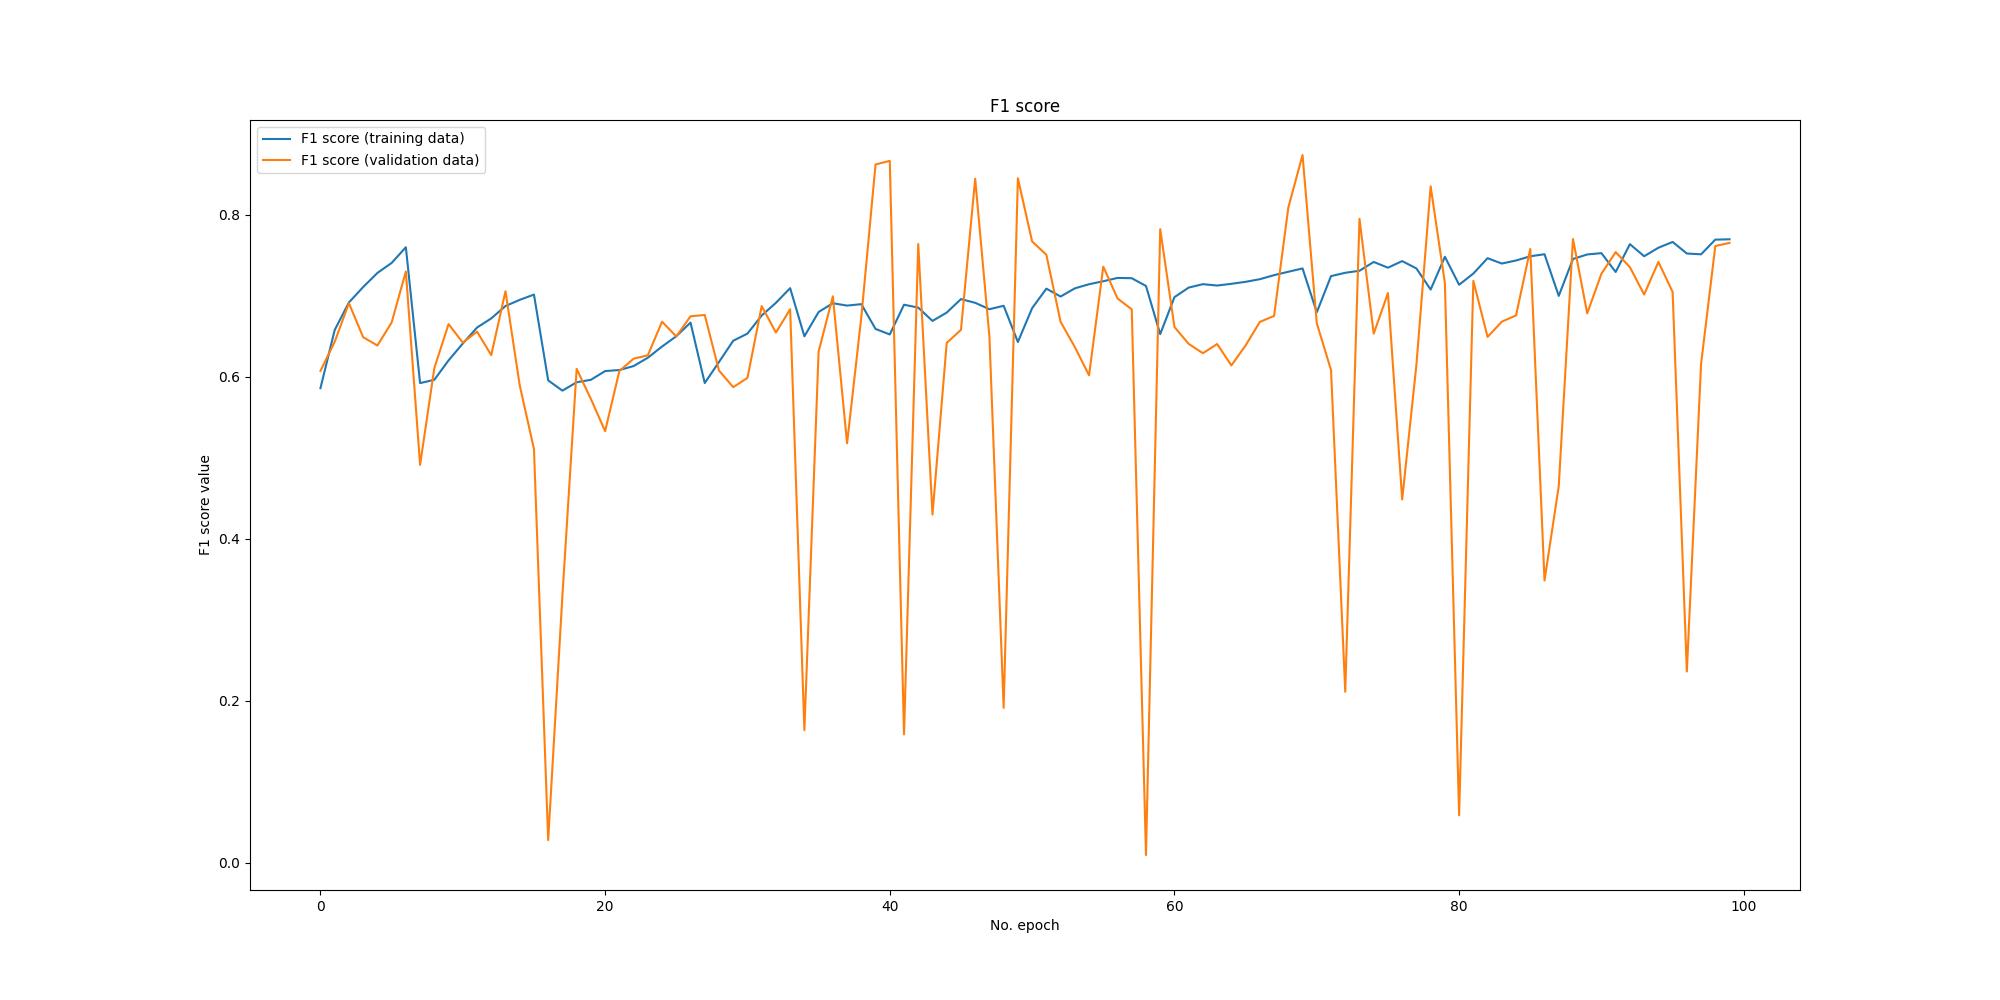 F1 score
F1 score (training data)
F1 score (validation data)
F1 score value
0.8
0.6
0.4
0.2
0.0
0 20 40 60 80 100
No. epoch